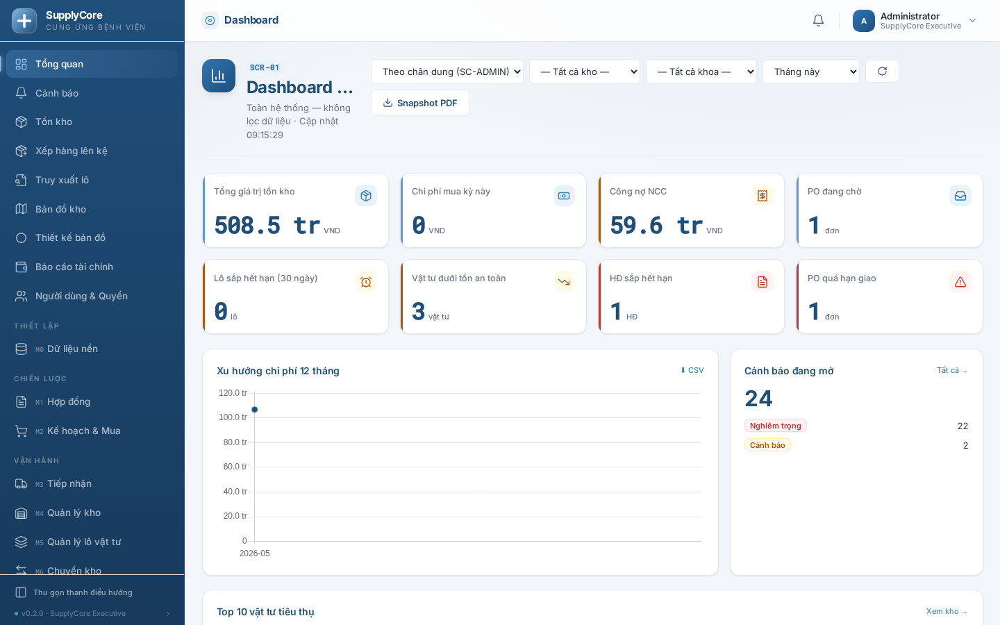 SupplyCore
CUNG ỨNG BỆNH VIỆN
Tổng quan
Cảnh báo
Tồn kho
Xếp hàng lên kệ
Truy xuất lô
Bản đồ kho
Thiết kế bản đồ
Báo cáo tài chính
Người dùng & Quyền
THIẾT LẬP
M0 Dữ liệu nền
CHIẾN LƯỢC
M1 Hợp đồng
M2 Kế hoạch & Mua
VẬN HÀNH
M3 Tiếp nhận
M4 Quản lý kho
M5 Quản lý lô vật tư
M6 Chuyển kho
Thu gọn thanh điều hướng
v0.2.0 · SupplyCore Executive
Dashboard
A
Administrator
SupplyCore Executive
SCR-01
Dashboard ...
Toàn hệ thống — không
lọc dữ liệu · Cập nhật
09:15:29
Theo chân dung (SC-ADMIN)
— Tất cả kho —
— Tất cả khoa —
Tháng này
Snapshot PDF
Tổng giá trị tồn kho
508.5 tr VND
Chi phí mua kỳ này
0 VND
Công nợ NCC
59.6 tr VND
PO đang chờ
1 đơn
Lô sắp hết hạn (30 ngày)
0 lô
Vật tư dưới tồn an toàn
3 vật tư
HĐ sắp hết hạn
1 HĐ
PO quá hạn giao
1 đơn
Xu hướng chi phí 12 tháng
⬇ CSV
120.0 tr
100.0 tr
80.0 tr
60.0 tr
40.0 tr
20.0 tr
0
2026-05
Cảnh báo đang mở
Tất cả →
24
Nghiêm trọng 22
Cảnh báo 2
Top 10 vật tư tiêu thụ
Xem kho →